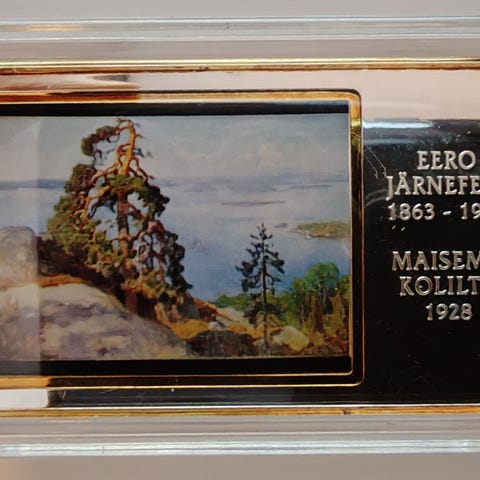 EERO
JÄRNEFE
1863 - 19
MAISEM
KOLILT
1928